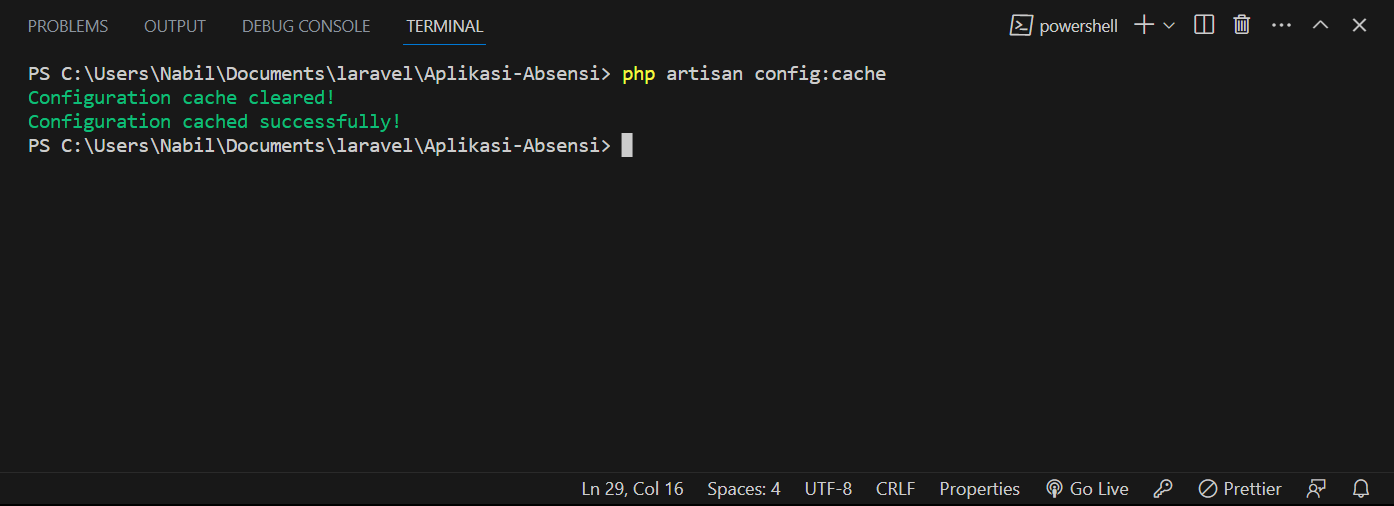 PROBLEMS OUTPUT DEBUG CONSOLE TERMINAL powershell
PS C:\Users\Nabil\Documents\laravel\Aplikasi-Absensi> php artisan config:cache
Configuration cache cleared!
Configuration cached successfully!
PS C:\Users\Nabil\Documents\laravel\Aplikasi-Absensi>
Ln 29, Col 16 Spaces: 4 UTF-8 CRLF Properties Go Live Prettier